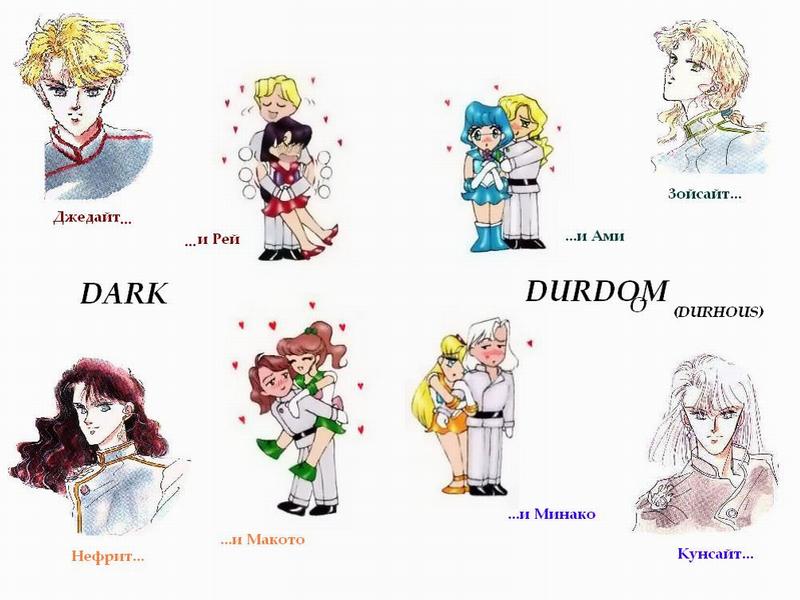 Джедайт...
Зойсайт...
...и Рей
...и Ами
DARK
DURDOM
O
(DURHOUS)
...и Минако
...и Макото
Нефрит...
Кунсайт...